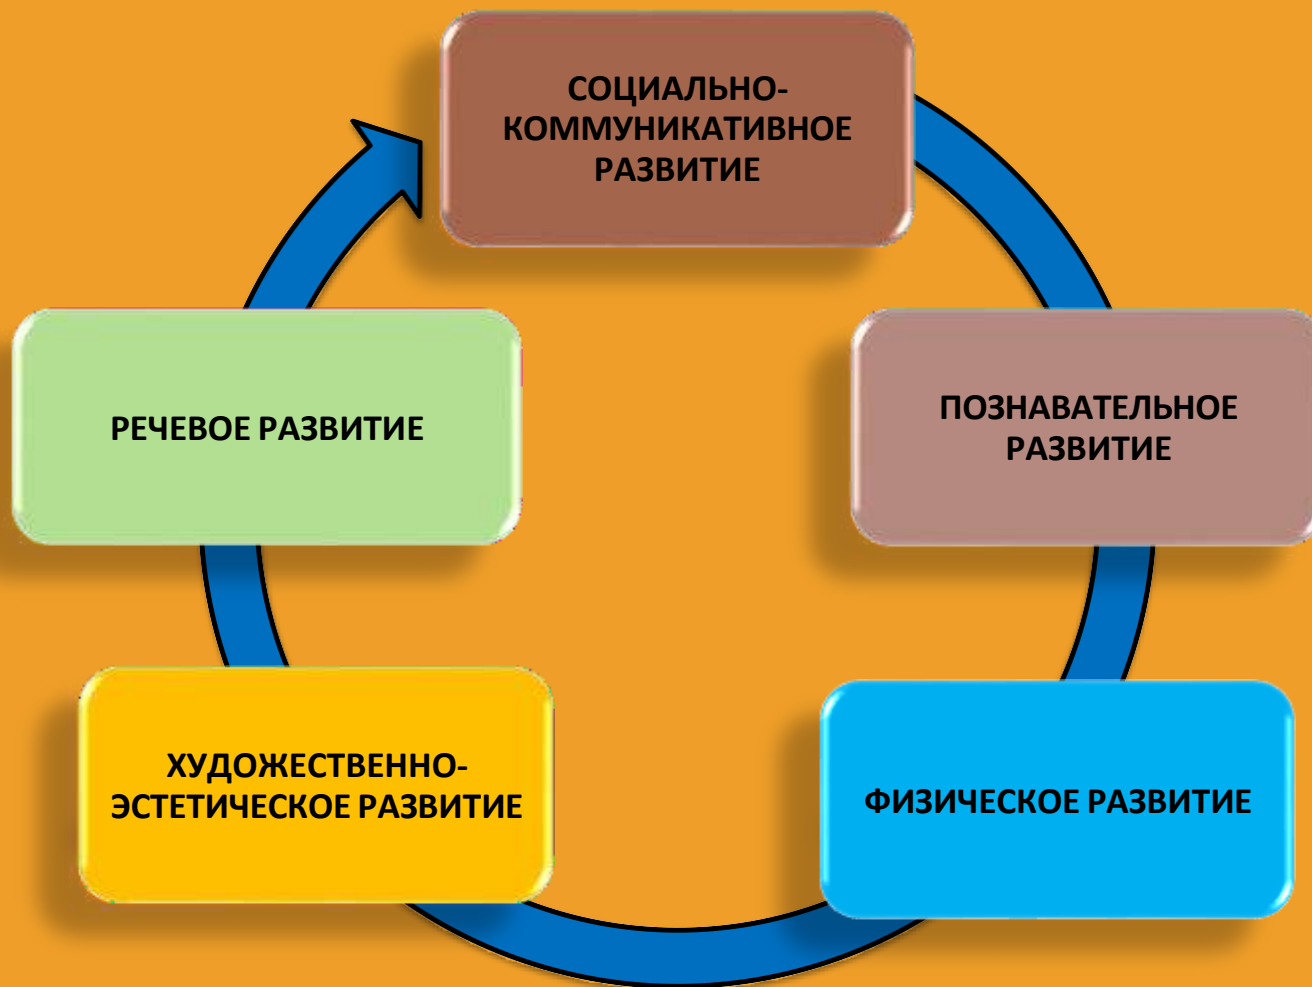 СОЦИАЛЬНО-
КОММУНИКАТИВНОЕ
РАЗВИТИЕ
ПОЗНАВАТЕЛЬНОЕ
РАЗВИТИЕ
ФИЗИЧЕСКОЕ РАЗВИТИЕ
ХУДОЖЕСТВЕННО-
ЭСТЕТИЧЕСКОЕ РАЗВИТИЕ
РЕЧЕВОЕ РАЗВИТИЕ